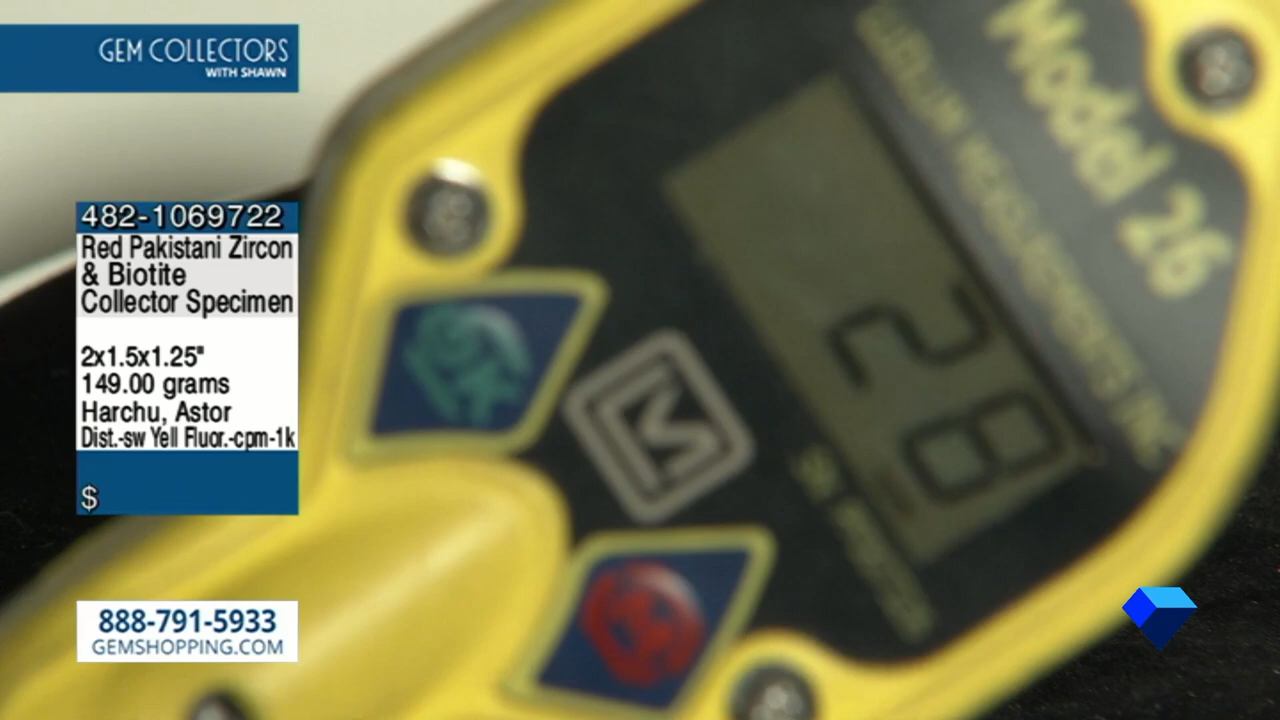 GEM COLLECTORS
WITH SHAWN
482-1069722
Red Pakistani Zircon
& Biotite
Collector Specimen
2x1.5x1.25"
149.00 grams
Harchu, Astor
Dist.-sw Yell Fluor.-cpm-1k
$
888-791-5933
GEMSHOPPING.COM
Model 26
28